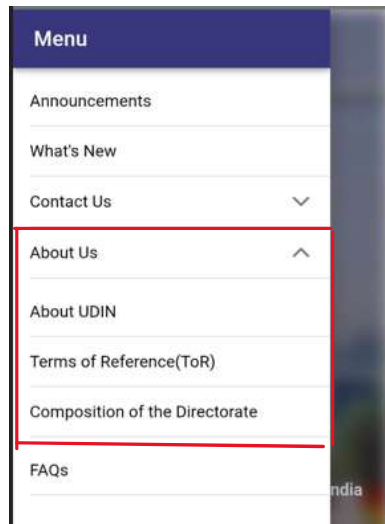 Menu
Announcements
What's New
Contact Us
About Us
About UDIN
Terms of Reference(ToR)
Composition of the Directorate
FAQs
ndia